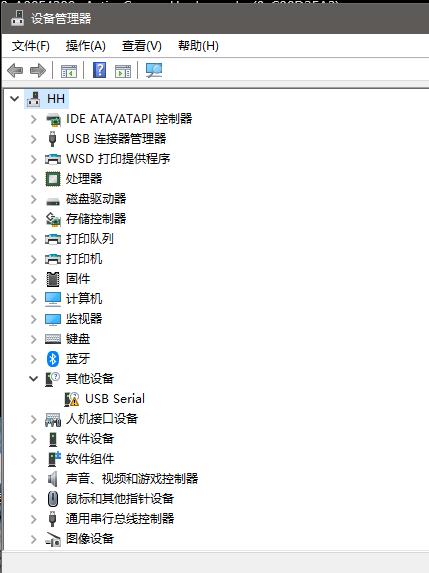 设备管理器
文件(F) 操作(A) 查看(V) 帮助(H)
HH
IDE ATA/ATAPI 控制器
USB 连接器管理器
WSD 打印提供程序
处理器
磁盘驱动器
存储控制器
打印队列
打印机
固件
计算机
监视器
键盘
蓝牙
其他设备
USB Serial
人机接口设备
软件设备
软件组件
声音、视频和游戏控制器
鼠标和其他指针设备
通用串行总线控制器
图像设备